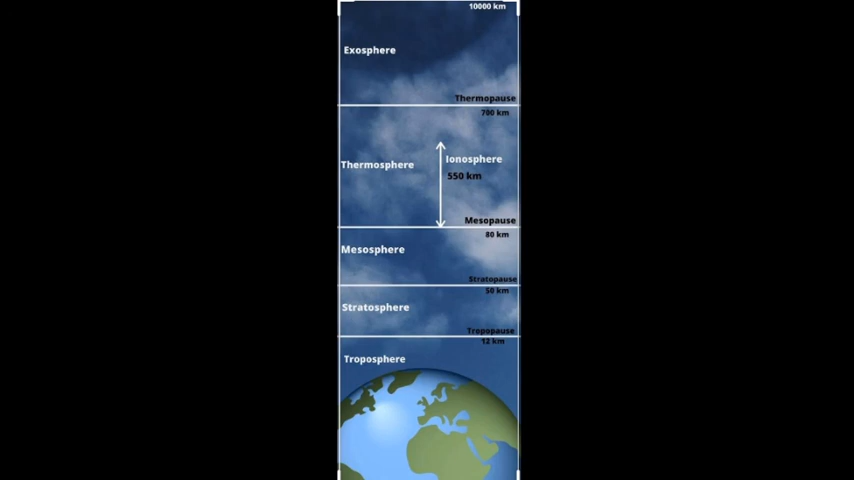 10000 km
Exosphere
Thermopause
700 km
Ionosphere
Thermosphere
550 km
Mesopause
80 km
Mesosphere
Stratopause
50 km
Stratosphere
Tropopause
12 km
Troposphere